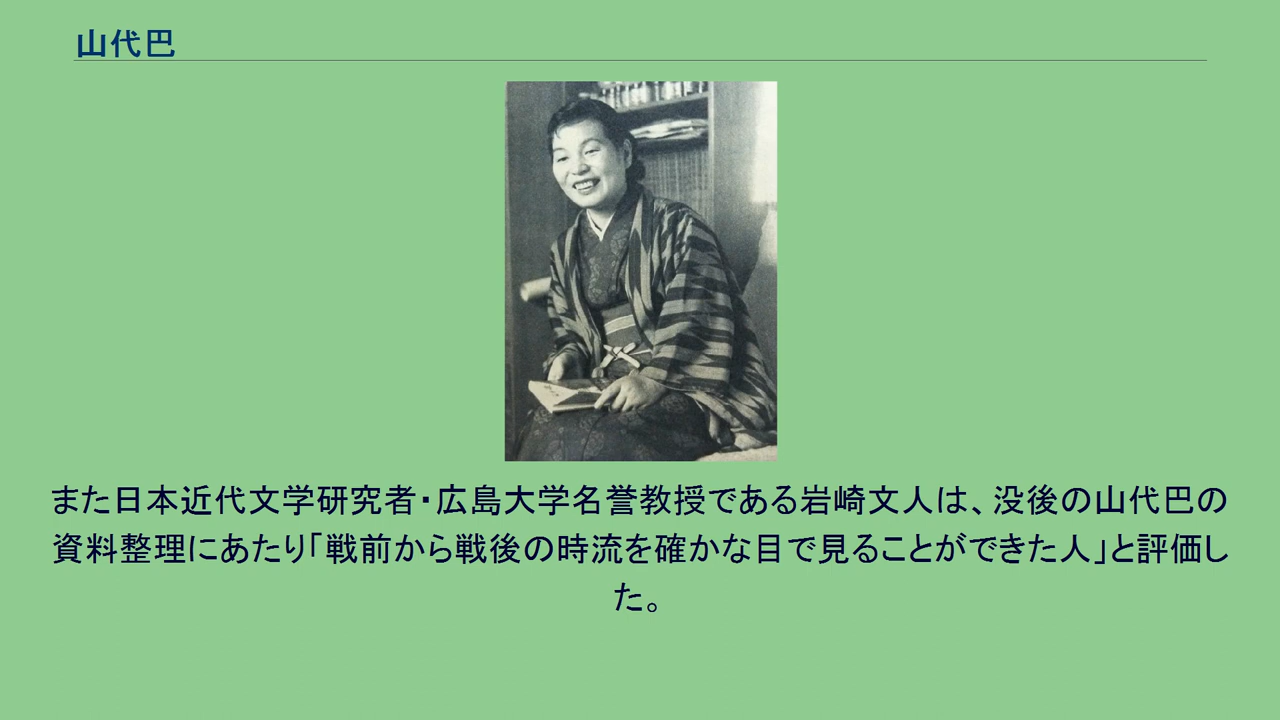 山代巴
また日本近代文学研究者・広島大学名誉教授である岩崎文人は、没後の山代巴の
資料整理にあたり「戦前から戦後の時流を確かな目で見ることができた人」と評価し
た。